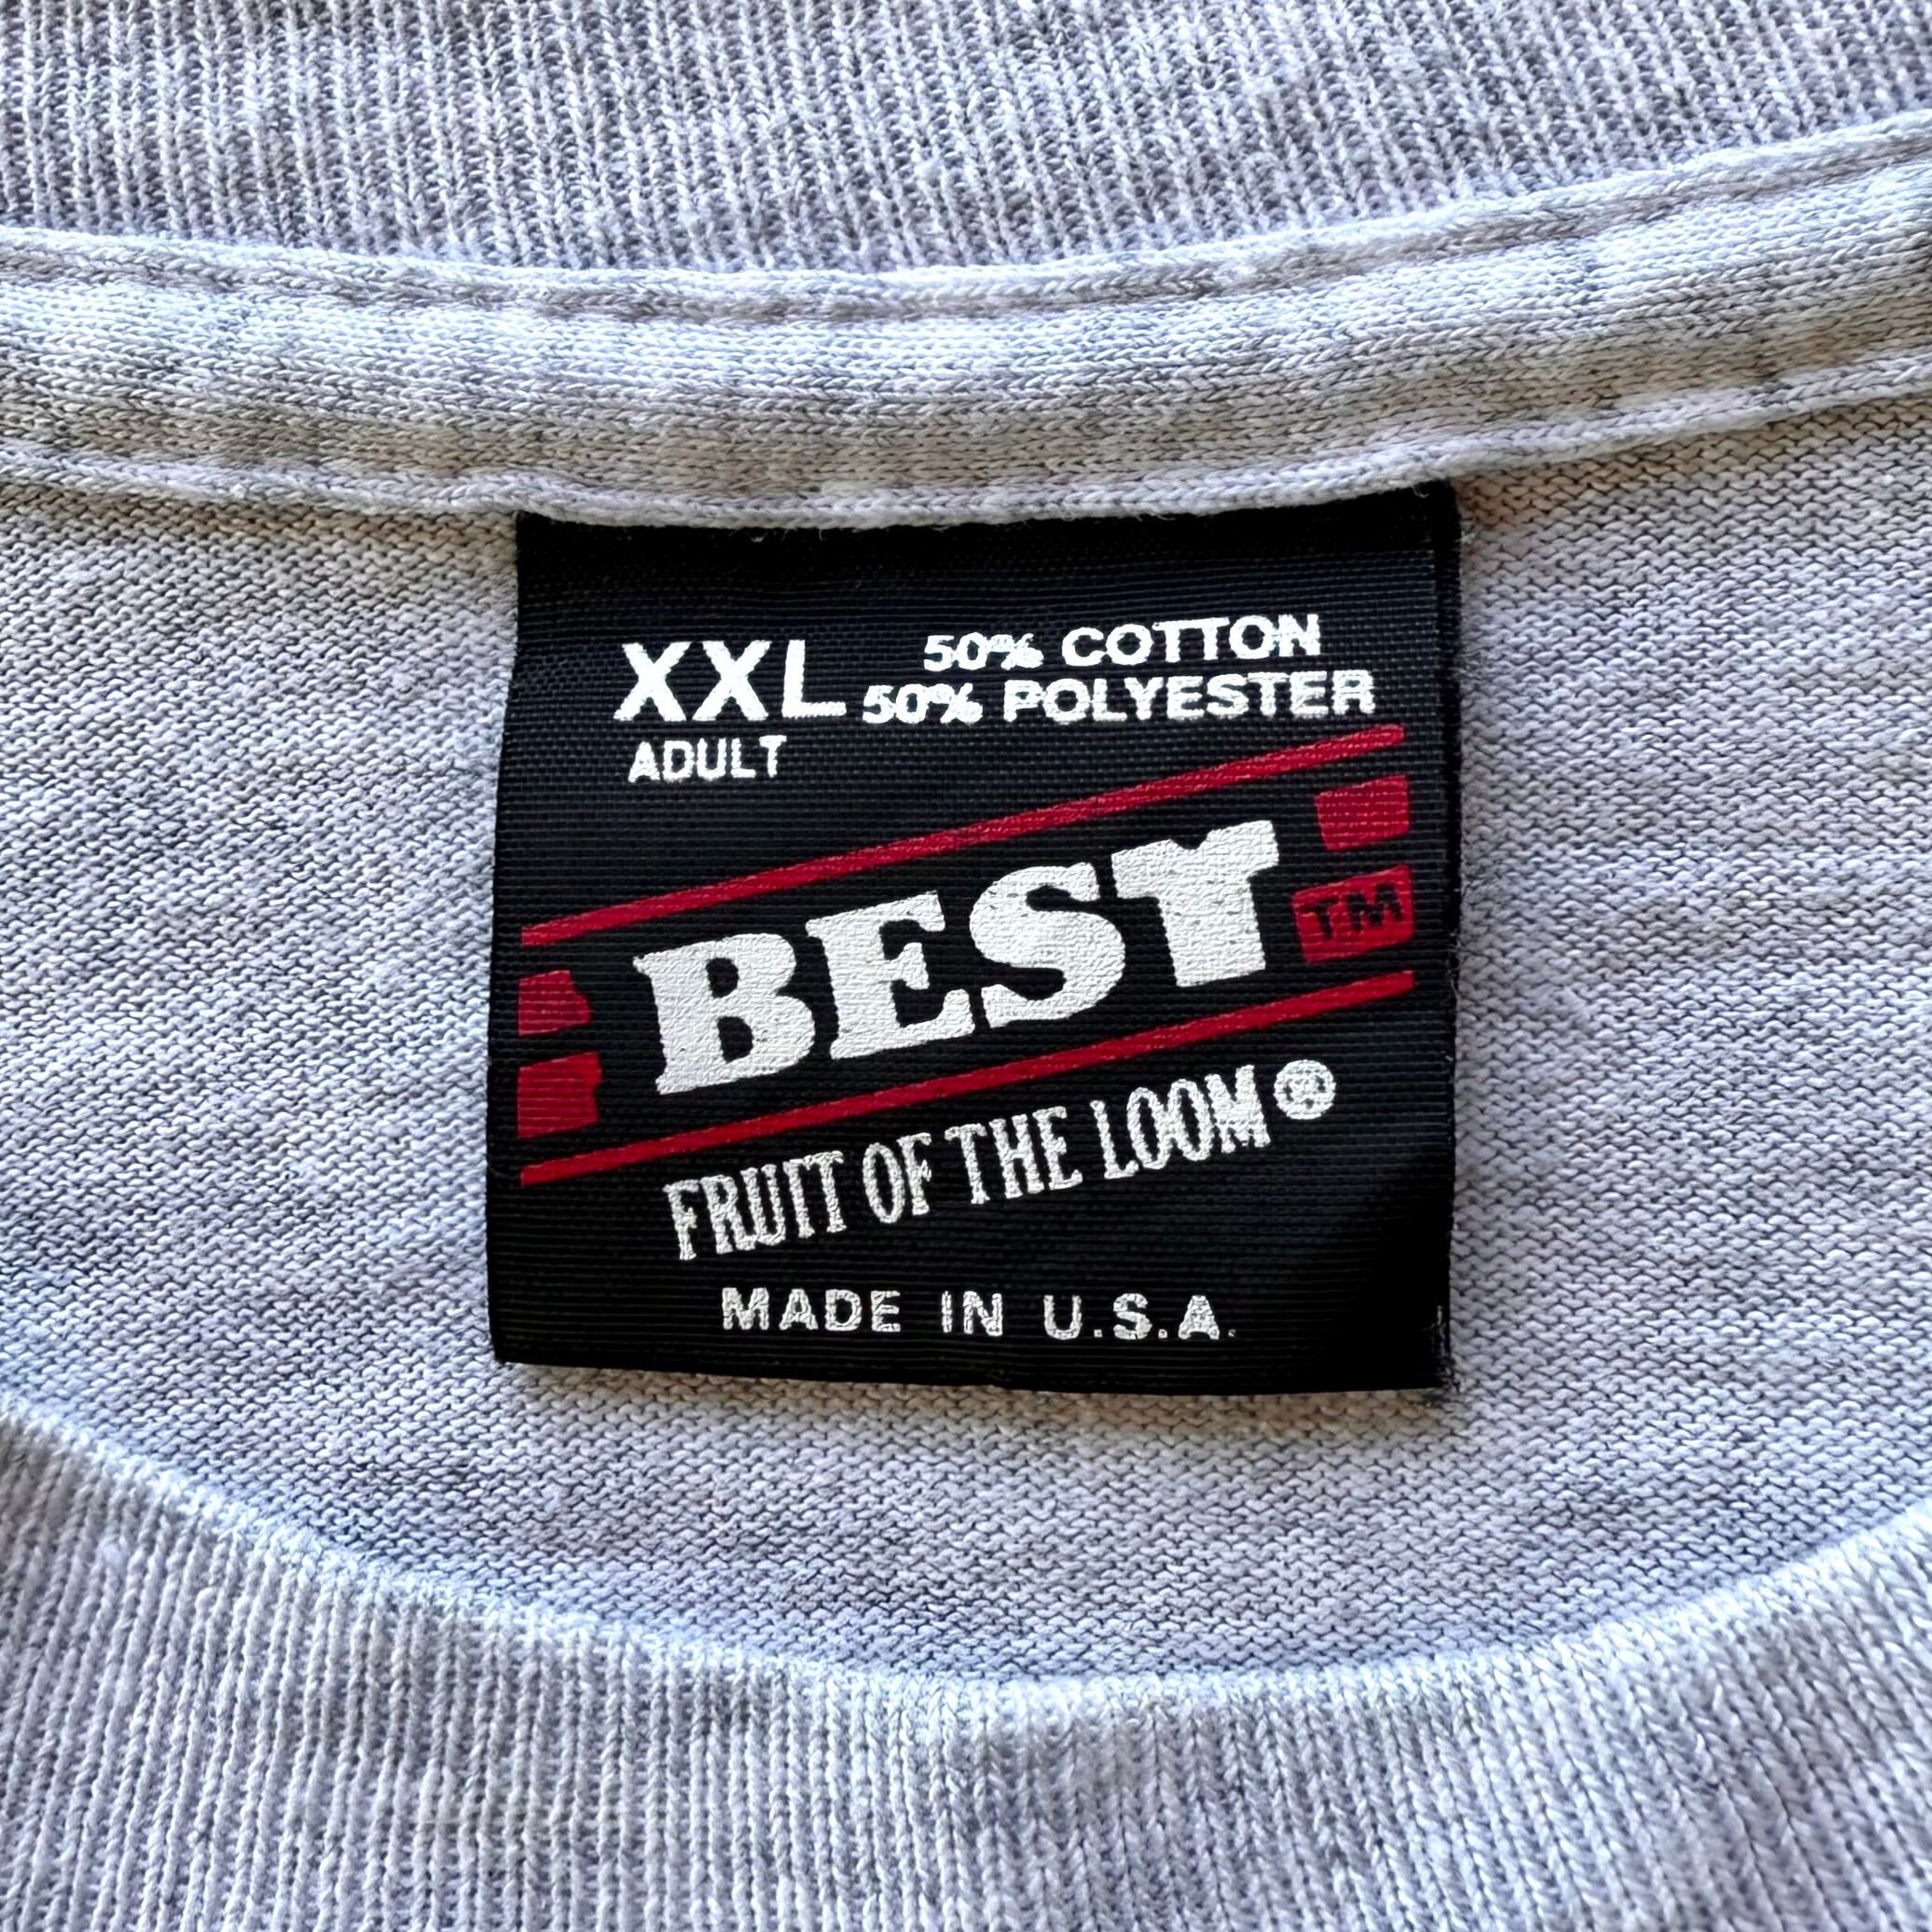 XXL
ADULT
50% COTTON
50% POLYESTER
BEST
TM
FRUIT OF THE LOOM®
MADE IN U.S.A.